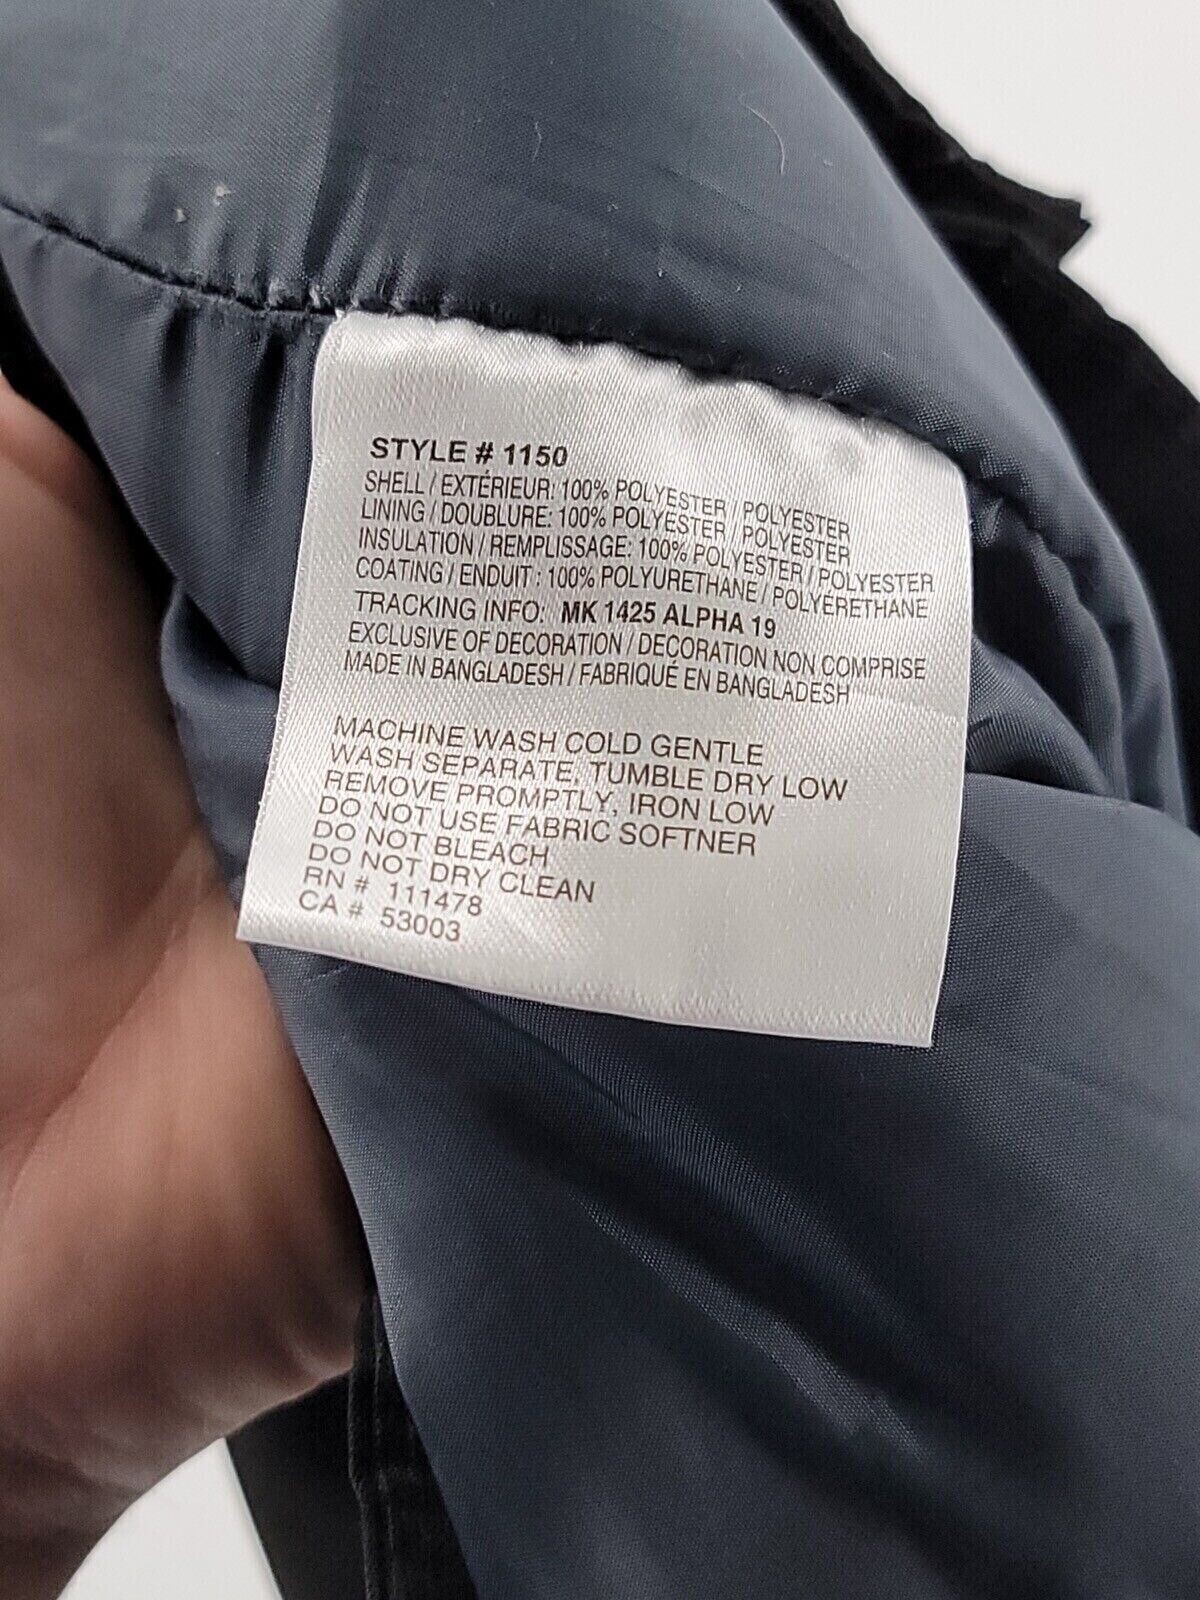 STYLE # 1150
SHELL / EXTÉRIEUR: 100% POLYESTER / POLYESTER
LINING / DOUBLURE: 100% POLYESTER / POLYESTER
INSULATION / REMPLISSAGE: 100% POLYESTER / POLYESTER
COATING / ENDUIT : 100% POLYURETHANE / POLYERETHANE
TRACKING INFO: MK 1425 ALPHA 19
EXCLUSIVE OF DECORATION / DECORATION NON COMPRISE
MADE IN BANGLADESH / FABRIQUÉ EN BANGLADESH
MACHINE WASH COLD GENTLE
WASH SEPARATE, TUMBLE DRY LOW
REMOVE PROMPTLY, IRON LOW
DO NOT USE FABRIC SOFTNER
DO NOT BLEACH
DO NOT DRY CLEAN
RN # 111478
CA # 53003